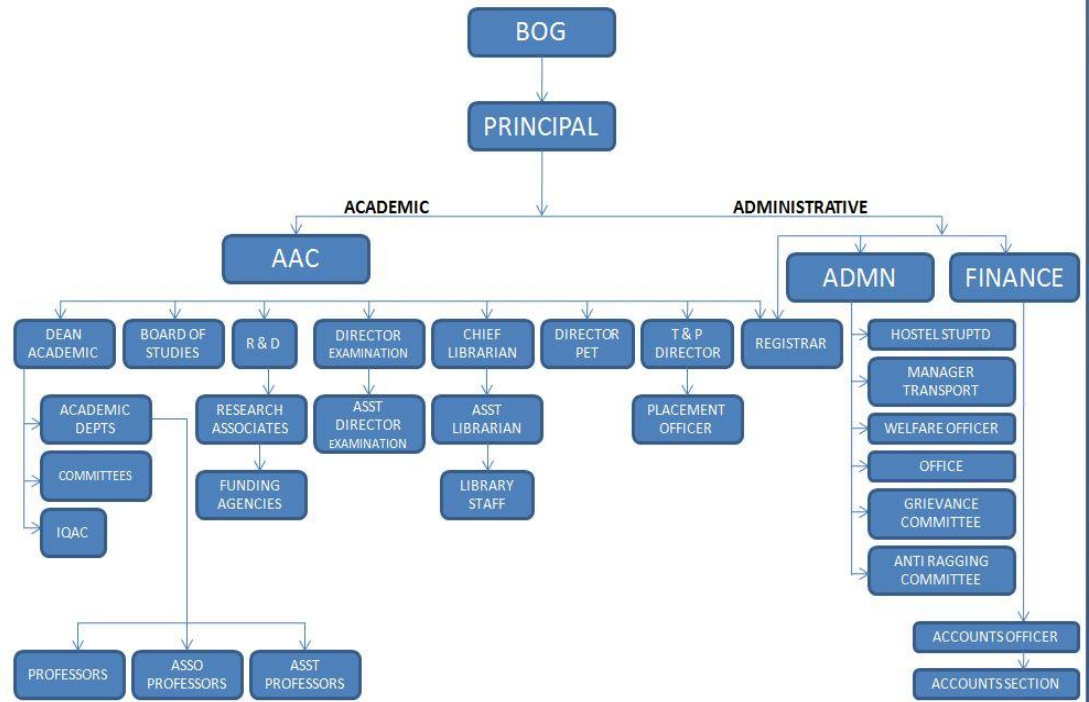 BOG
PRINCIPAL
ACADEMIC
ADMINISTRATIVE
AAC
ADMN
FINANCE
DEAN
ACADEMIC
BOARD OF
STUDIES
R & D
DIRECTOR
EXAMINATION
CHIEF
LIBRARIAN
DIRECTOR
PET
T & P
DIRECTOR
REGISTRAR
HOSTEL STUPTD
MANAGER
TRANSPORT
WELFARE OFFICER
OFFICE
GRIEVANCE
COMMITTEE
ANTI RAGGING
COMMITTEE
ACADEMIC
DEPTS
RESEARCH
ASSOCIATES
ASST
DIRECTOR
EXAMINATION
ASST
LIBRARIAN
PLACEMENT
OFFICER
COMMITTEES
FUNDING
AGENCIES
LIBRARY
STAFF
IQAC
PROFESSORS
ASSO
PROFESSORS
ASST
PROFESSORS
ACCOUNTS OFFICER
ACCOUNTS SECTION